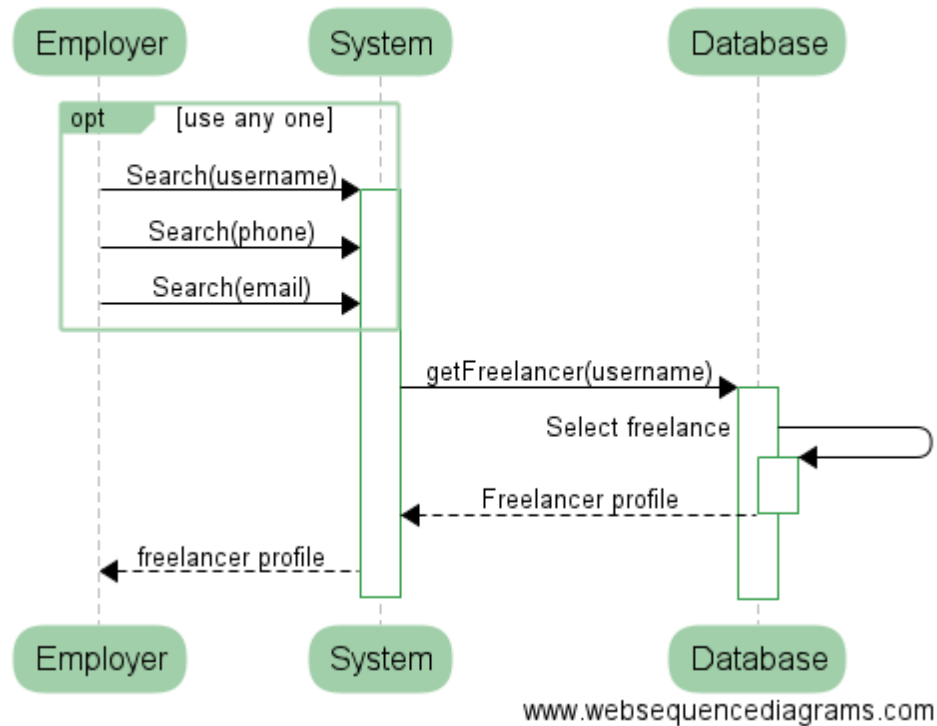 Employer
System
Database
opt
[use any one]
Search(username)
Search(phone)
Search(email)
getFreelancer(username)
Select freelance
Freelancer profile
freelancer profile
Employer
System
Database
www.websequencediagrams.com